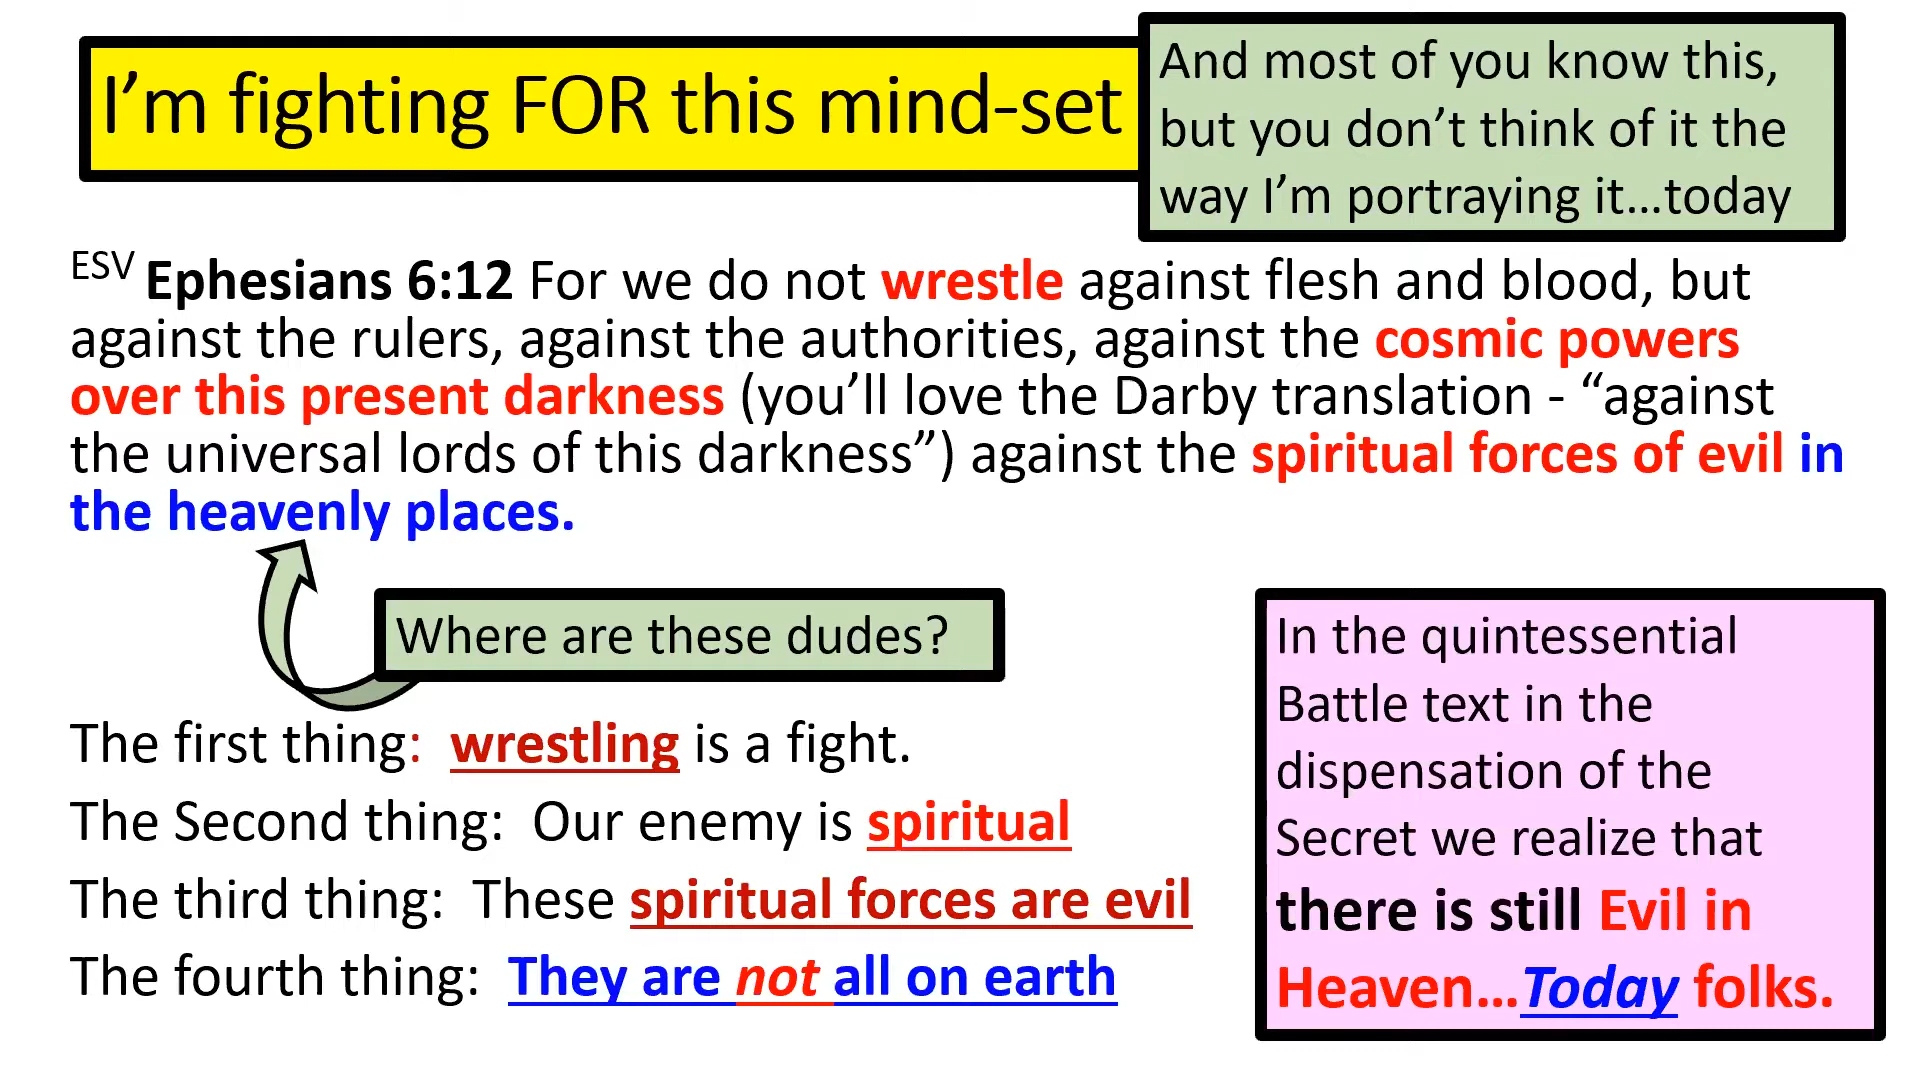 I’m fighting FOR this mind-set
And most of you know this,
but you don’t think of it the
way I’m portraying it…today
ESV Ephesians 6:12 For we do not wrestle against flesh and blood, but
against the rulers, against the authorities, against the cosmic powers
over this present darkness (you’ll love the Darby translation - “against
the universal lords of this darkness”) against the spiritual forces of evil in
the heavenly places.
Where are these dudes?
The first thing: wrestling is a fight.
The Second thing: Our enemy is spiritual
The third thing: These spiritual forces are evil
The fourth thing: They are not all on earth
In the quintessential
Battle text in the
dispensation of the
Secret we realize that
there is still Evil in
Heaven…Today folks.